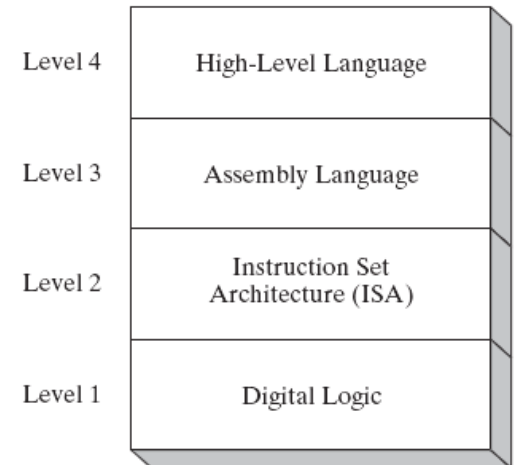 Level 4
High-Level Language
Level 3
Assembly Language
Level 2
Instruction Set
Architecture (ISA)
Level 1
Digital Logic